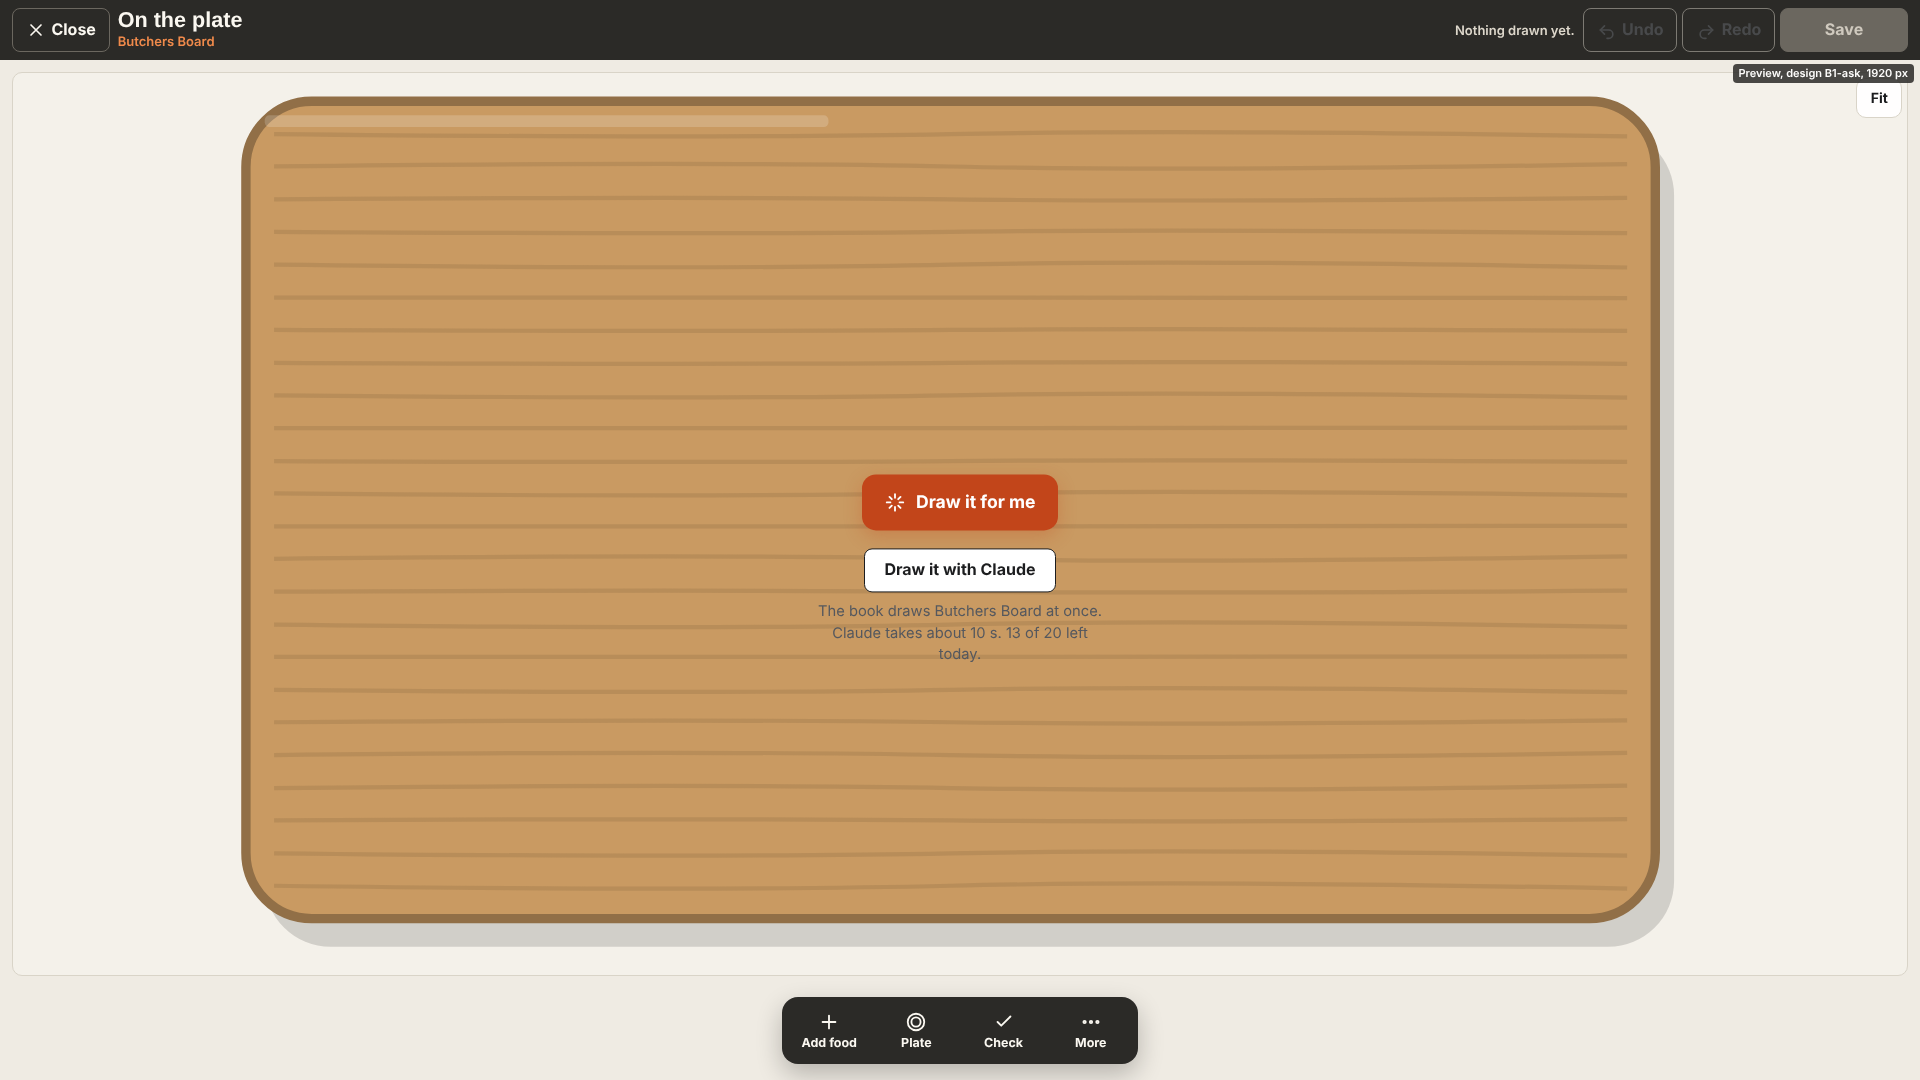 Close
On the plate
Butchers Board
Nothing drawn yet.
Undo
Redo
Save
Preview, design B1-ask, 1920 px
Fit
Draw it for me
Draw it with Claude
The book draws Butchers Board at once.
Claude takes about 10 s. 13 of 20 left
today.
Add food
Plate
Check
More